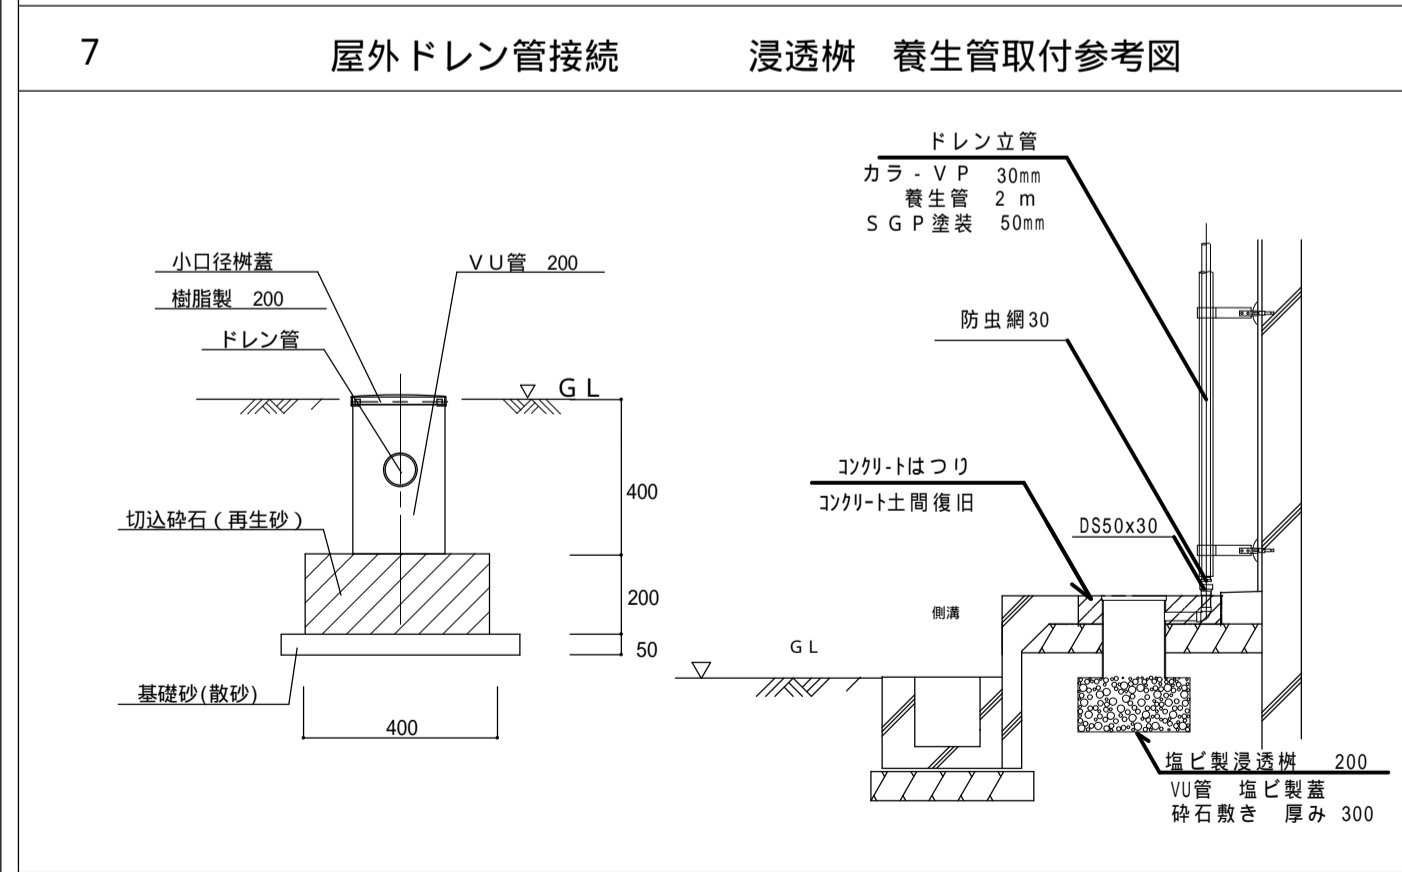 7 屋外ドレン管接続 浸透桝 養生管取付参考図
小口径桝蓋
樹脂製 200
ドレン管
VU管 200
GL
切込砕石(再生砂)
基礎砂(散砂)
400
200
50
400
ドレン立管
カラ-VP 30mm
養生管 2 m
SGP塗装 50mm
防虫網30
コンクリートはつり
コンクリート土間復旧
DS50x30
側溝
GL
塩ビ製浸透桝 200
VU管 塩ビ製蓋
砕石敷き 厚み 300